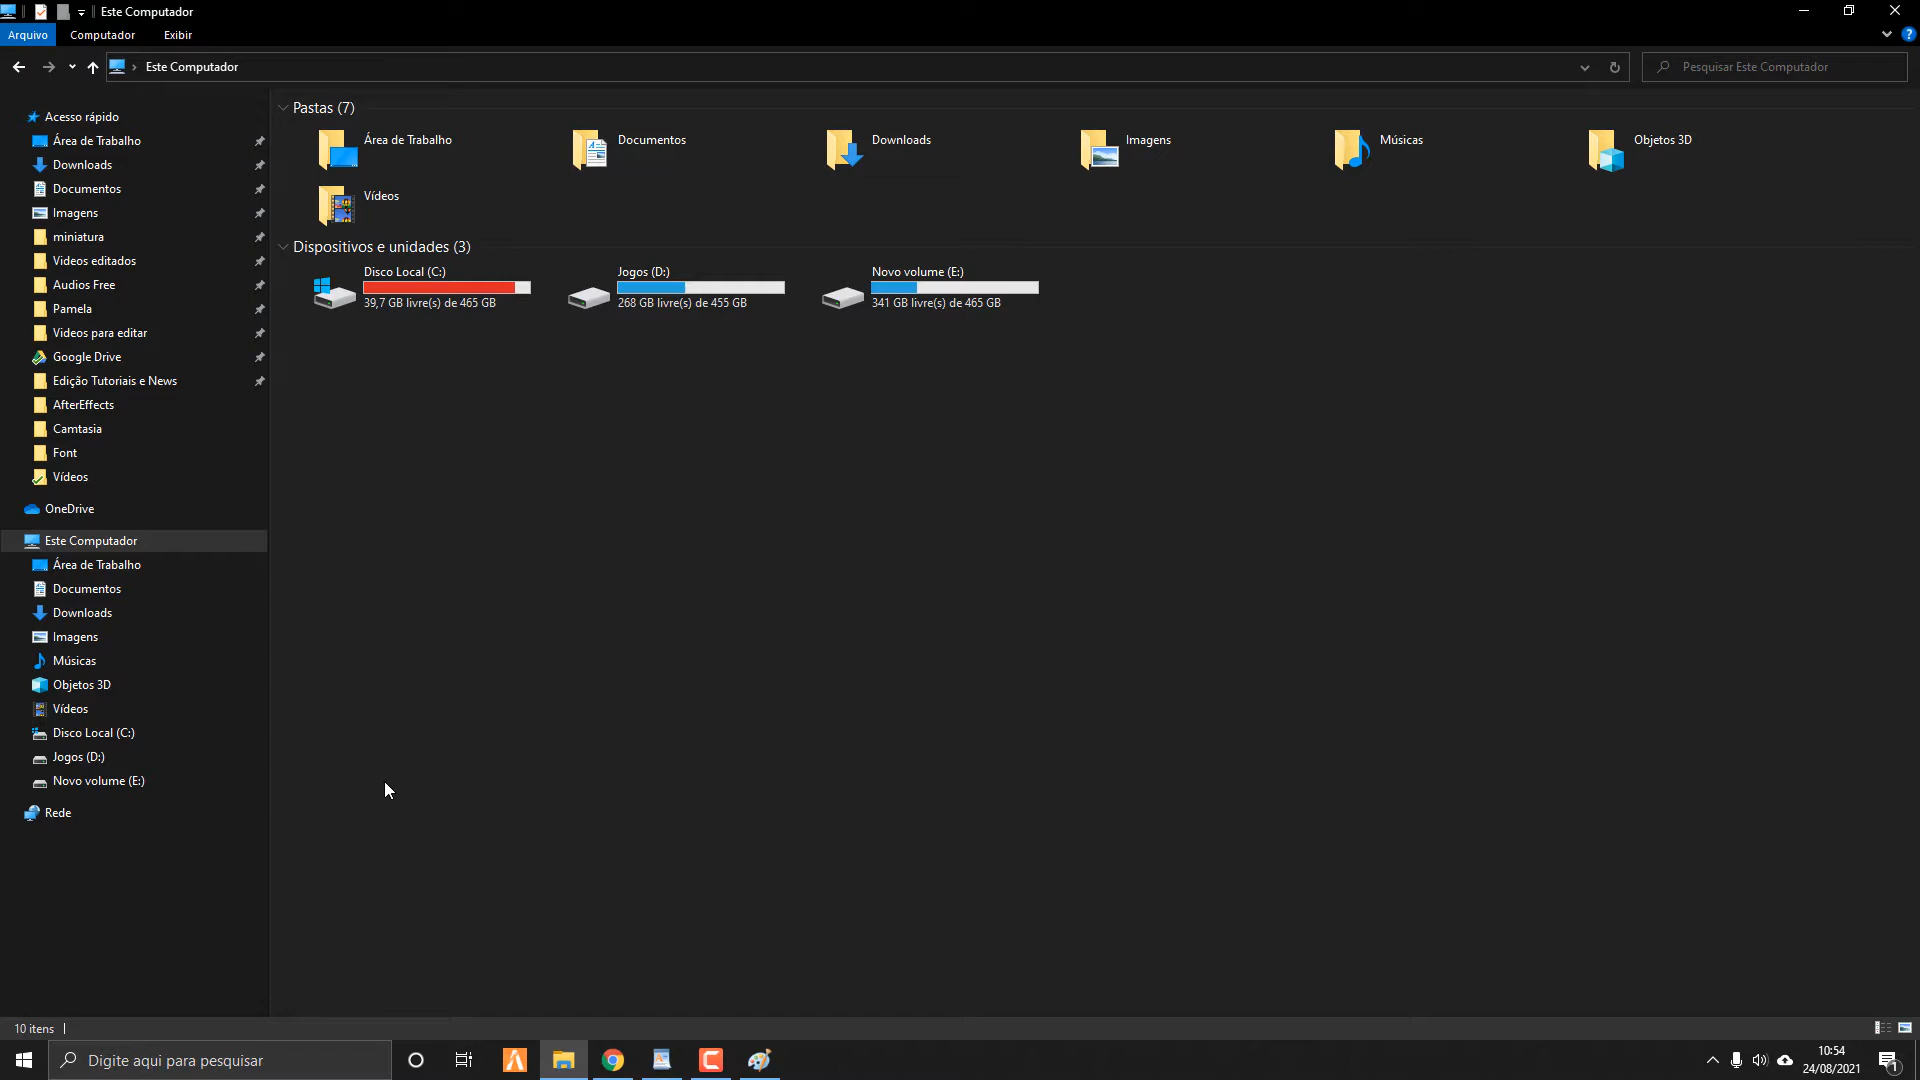 Este Computador
Arquivo
Computador
Exibir
Este Computador
Pesquisar Este Computador
Acesso rápido
Área de Trabalho
Downloads
Documentos
Imagens
miniatura
Videos editados
Audios Free
Pamela
Videos para editar
Google Drive
Edição Tutoriais e News
AfterEffects
Camtasia
Font
Vídeos
OneDrive
Este Computador
Área de Trabalho
Documentos
Downloads
Imagens
Músicas
Objetos 3D
Vídeos
Disco Local (C:)
Jogos (D:)
Novo volume (E:)
Rede
Pastas (7)
Área de Trabalho
Documentos
Downloads
Imagens
Músicas
Objetos 3D
Vídeos
Dispositivos e unidades (3)
Disco Local (C:)
39,7 GB livre(s) de 465 GB
Jogos (D:)
268 GB livre(s) de 455 GB
Novo volume (E:)
341 GB livre(s) de 465 GB
10 itens
Digite aqui para pesquisar
10:54
24/08/2021
1